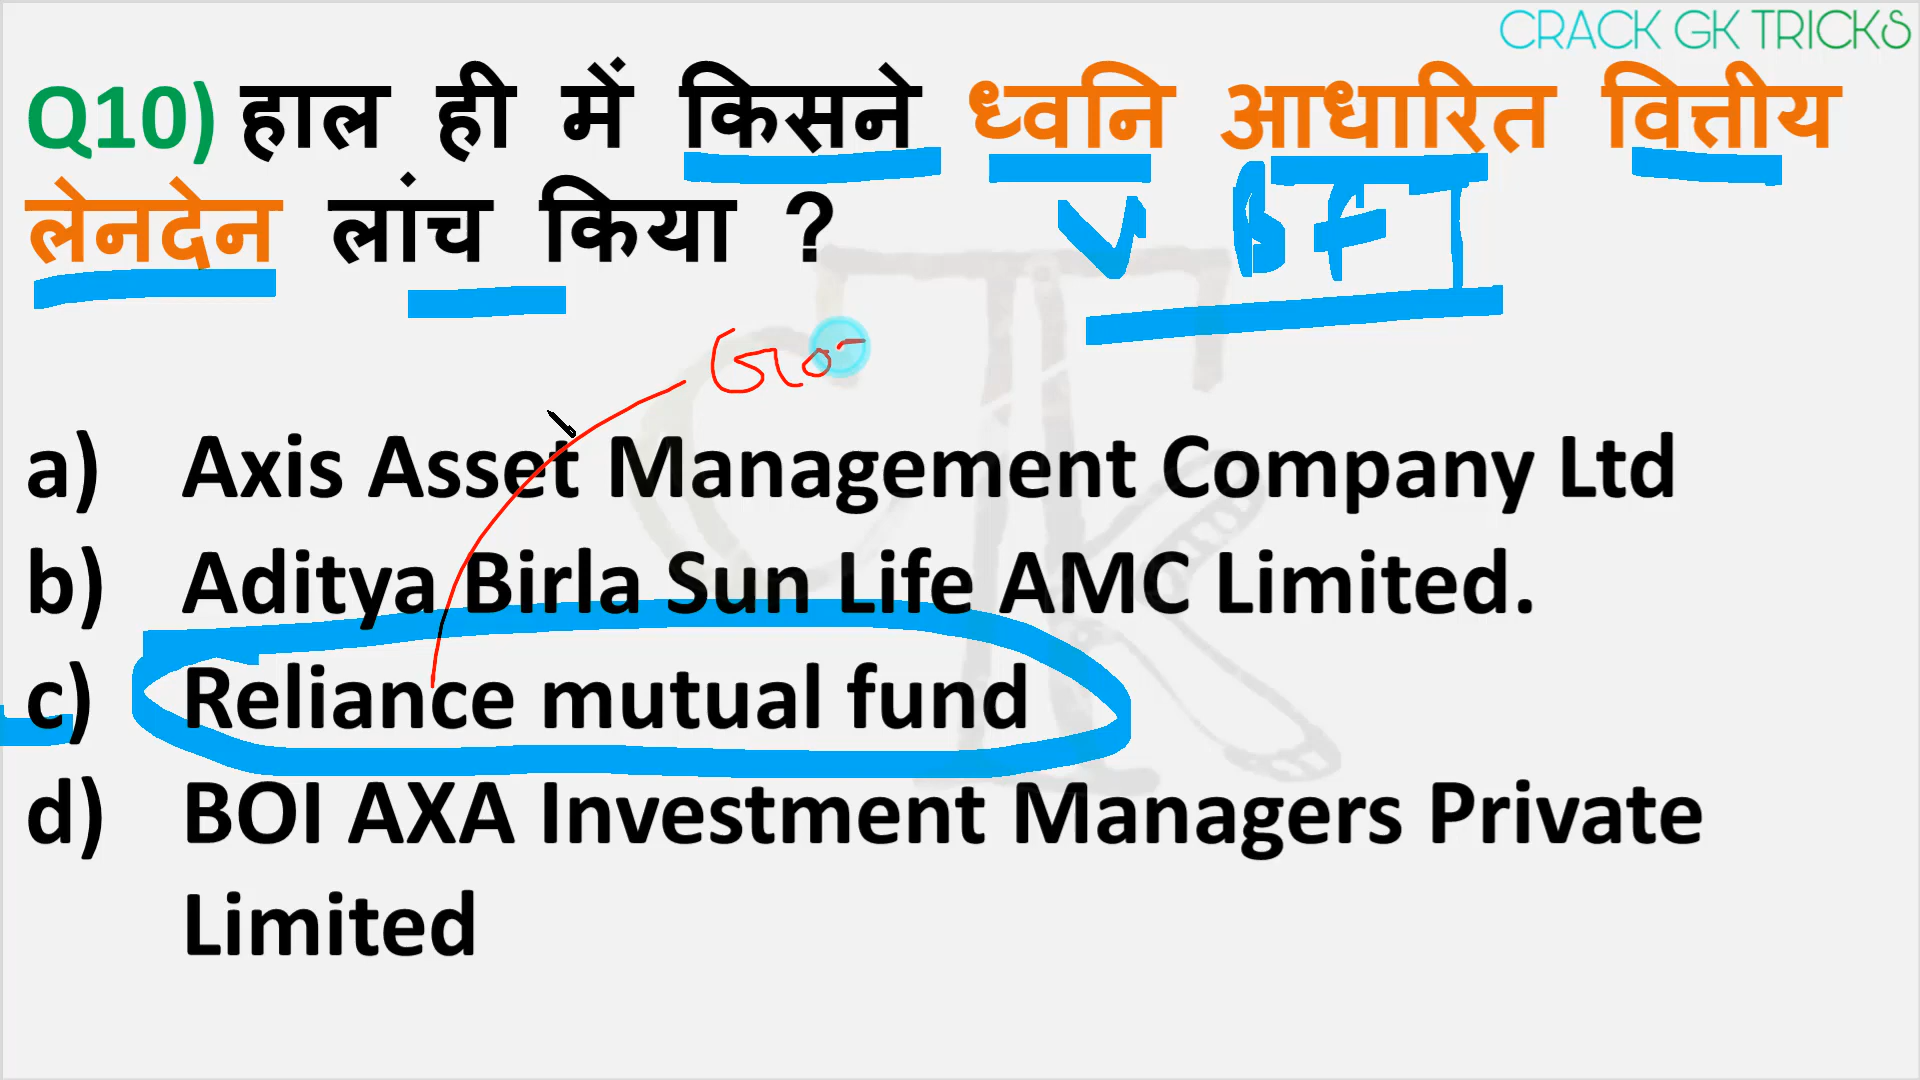 CRACK GK TRICKS
Q10) हाल ही में किसने ध्वनि आधारित वित्तीय
लेनदेन लांच किया ?
V B F T
a) Axis Asset Management Company Ltd
b) Aditya Birla Sun Life AMC Limited.
c) Reliance mutual fund
d) BOI AXA Investment Managers Private
Limited